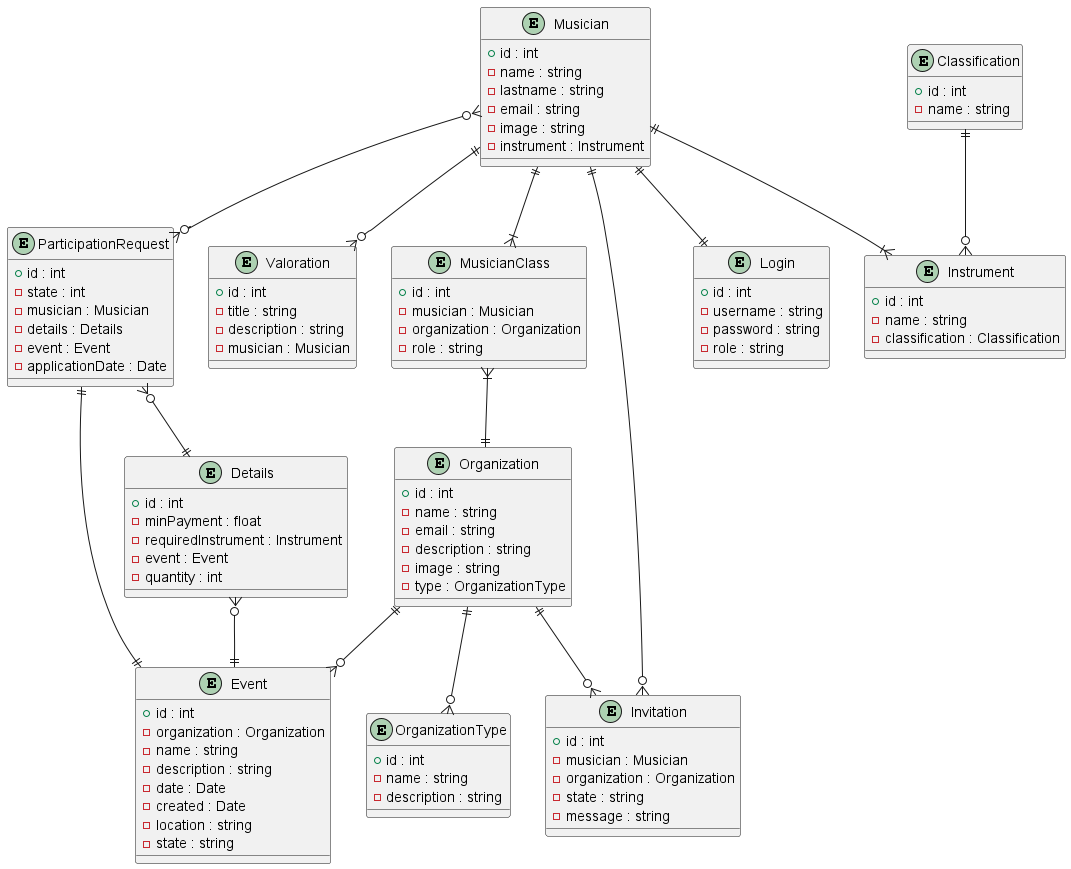 E Musician
id : int
name : string
lastname : string
email : string
image : string
instrument : Instrument
E Classification
id : int
name : string
E ParticipationRequest
id : int
state : int
musician : Musician
details : Details
event : Event
applicationDate : Date
E Valoration
id : int
title : string
description : string
musician : Musician
E MusicianClass
id : int
musician : Musician
organization : Organization
role : string
E Login
id : int
username : string
password : string
role : string
E Instrument
id : int
name : string
classification : Classification
E Details
id : int
minPayment : float
requiredInstrument : Instrument
event : Event
quantity : int
E Organization
id : int
name : string
email : string
description : string
image : string
type : OrganizationType
E Event
id : int
organization : Organization
name : string
description : string
date : Date
created : Date
location : string
state : string
E OrganizationType
id : int
name : string
description : string
E Invitation
id : int
musician : Musician
organization : Organization
state : string
message : string